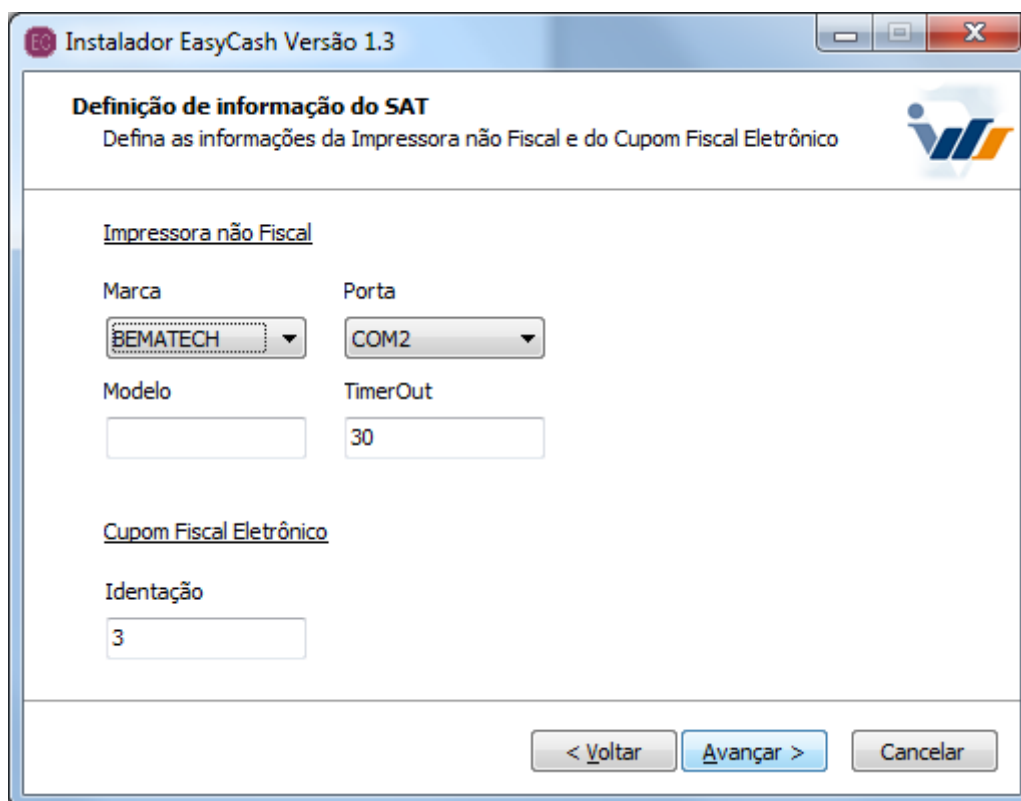 EC Instalador EasyCash Versão 1.3
Definição de informação do SAT
Defina as informações da Impressora não Fiscal e do Cupom Fiscal Eletrônico
Impressora não Fiscal
Marca Porta
BEMATECH COM2
Modelo TimerOut
30
Cupom Fiscal Eletrônico
Identação
3
< Voltar Avançar > Cancelar